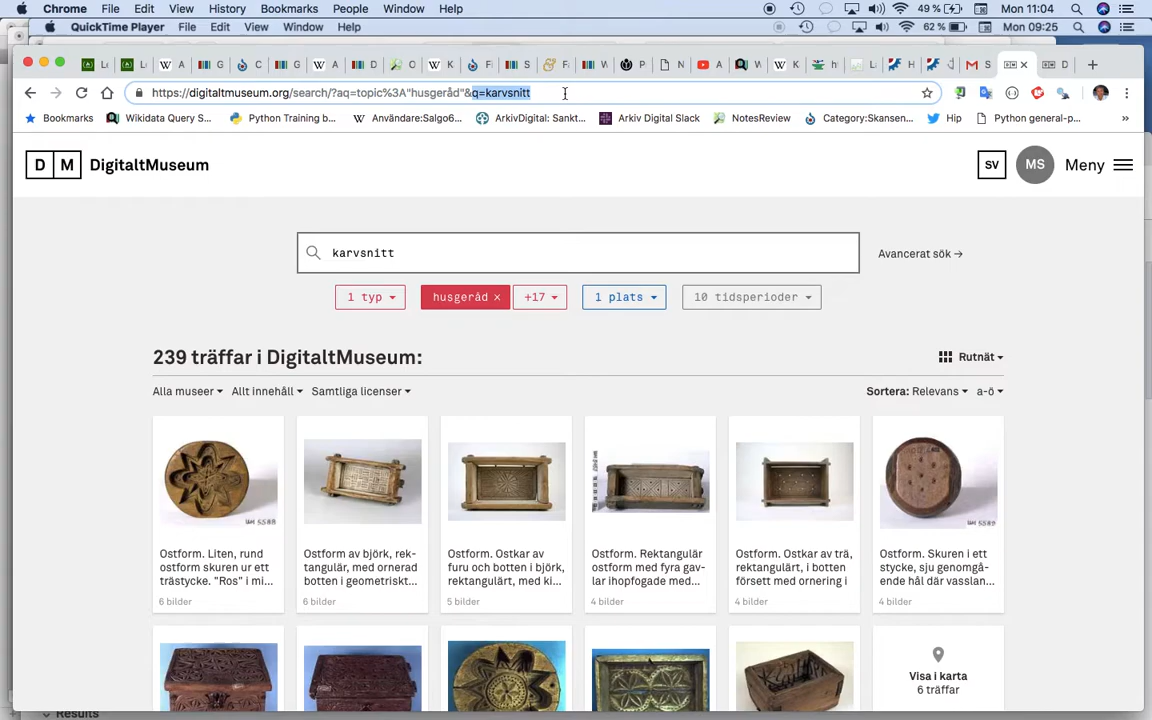 Chrome File Edit View History Bookmarks People Window Help 49 % Mon 11:04
QuickTime Player File Edit View Window Help 62 % Mon 09:25
https://digitaltmuseum.org/search/?aq=topic%3A"husgeråd"&q=karvsnitt
Bookmarks Wikidata Query S... Python Training b... Användare:Salgo6... ArkivDigital: Sankt... Arkiv Digital Slack NotesReview Category:Skansen... Hip Python general-p... »
D M DigitaltMuseum SV MS Meny
karvsnitt Avancerat sök →
1 typ husgeråd × +17 1 plats 10 tidsperioder
239 träffar i DigitaltMuseum: Rutnät
Alla museer Allt innehåll Samtliga licenser Sortera: Relevans a-ö
Ostform. Liten, rund
ostform skuren ur ett
trästycke. "Ros" i mi...
6 bilder
Ostform av björk, rek-
tangulär, med ornerad
botten i geometriskt...
6 bilder
Ostform. Ostkar av
furu och botten i björk,
rektangulärt, med ki...
5 bilder
Ostform. Rektangulär
ostform med fyra gav-
lar ihopfogade med...
4 bilder
Ostform. Ostkar av trä,
rektangulärt, i botten
försett med ornering i
4 bilder
Ostform. Skuren i ett
stycke, sju genomgå-
ende hål där vasslan...
4 bilder
Visa i karta
6 träffar
Results